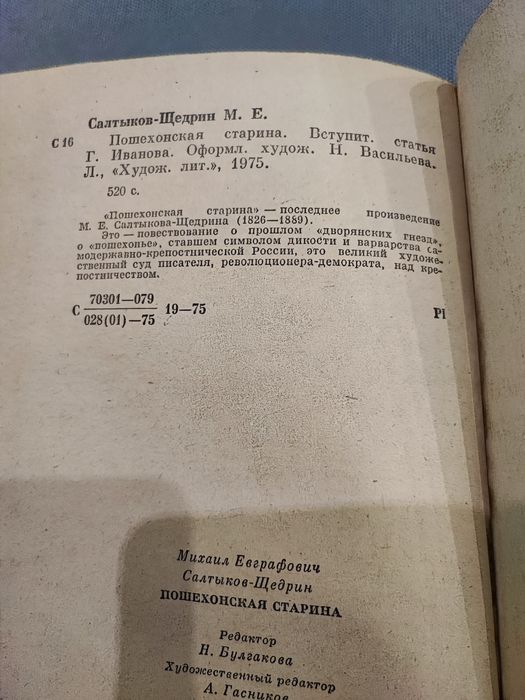 Салтыков-Щедрин М. Е.
С 16 Пошехонская старина. Вступит. статья
Г. Иванова. Оформл. худож. Н. Васильева.
Л., «Худож. лит.», 1975.
520 с.
«Пошехонская старина» — последнее произведение
М. Е. Салтыкова-Щедрина (1826—1889).
Это — повествование о прошлом «дворянских гнезд»,
о «пошехонье», ставшем символом дикости и варварства са-
модержавно-крепостнической России, это великий художе-
ственный суд писателя, революционера-демократа, над кре-
постничеством.
С 70301—079
028(01)—75 19—75
Р1
Михаил Евграфович
Салтыков-Щедрин
ПОШЕХОНСКАЯ СТАРИНА
Редактор
Н. Булгакова
Художественный редактор
А. Гасников